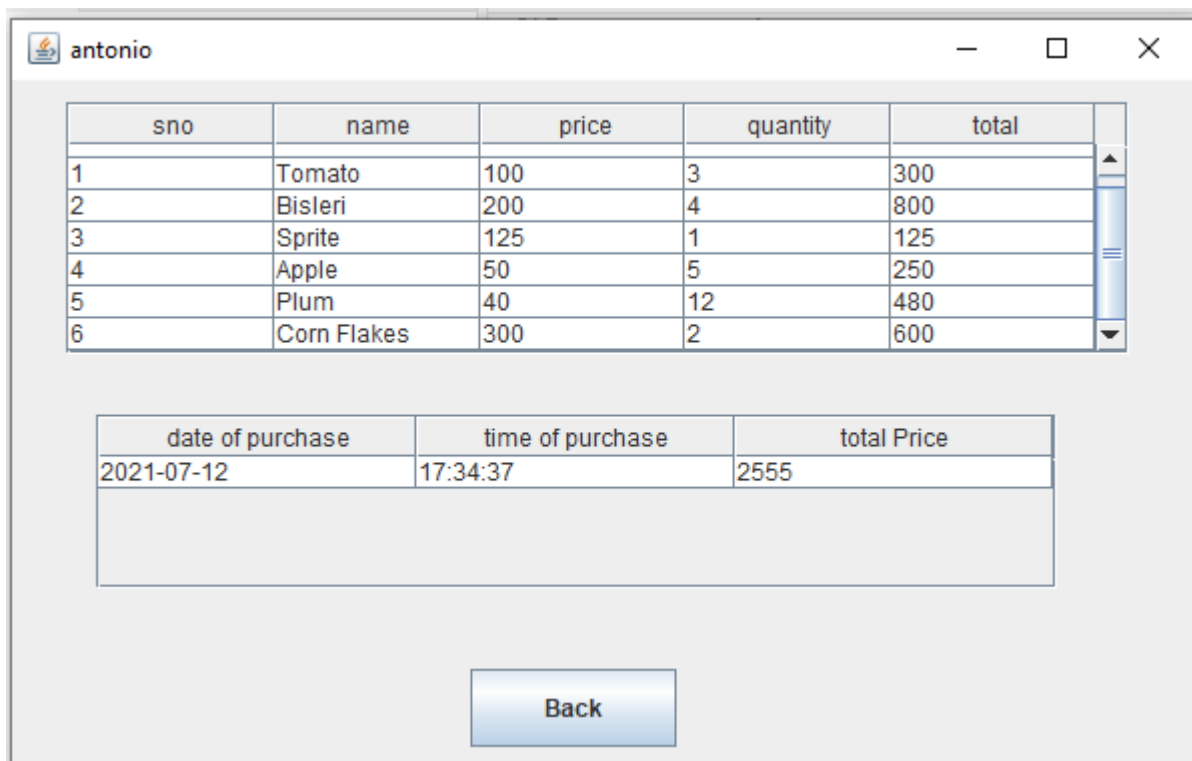 antonio
sno name price quantity total
1 Tomato 100 3 300
2 Bisleri 200 4 800
3 Sprite 125 1 125
4 Apple 50 5 250
5 Plum 40 12 480
6 Corn Flakes 300 2 600
date of purchase time of purchase total Price
2021-07-12 17:34:37 2555
Back